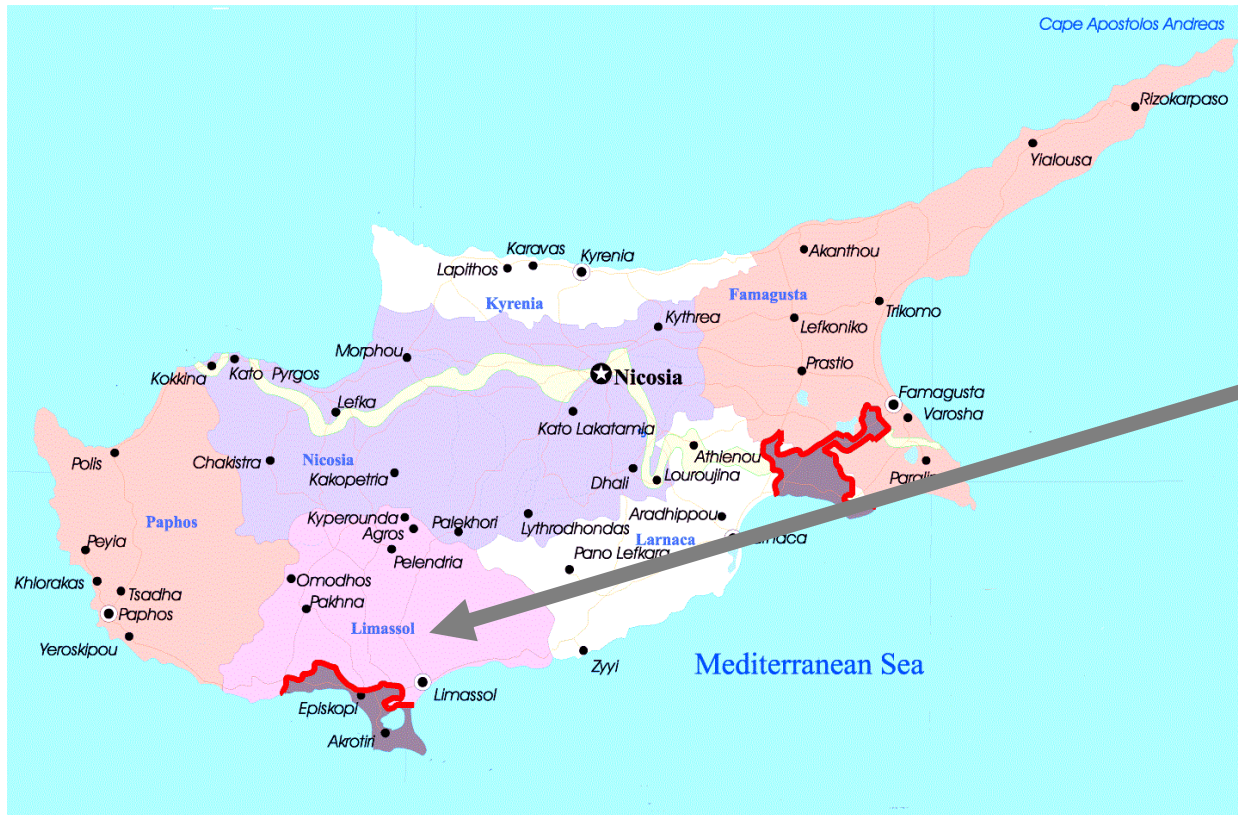 Cape Apostolos Andreas
Rizokarpaso
Yialousa
Akanthou
Karavas
Kyrenia
Lapithos
Kyrenia
Famagusta
Trikomo
Kythrea
Lefkoniko
Morphou
Prastio
Kokkina
Kato Pyrgos
Nicosia
Famagusta
Varosha
Lefka
Kato Lakatamia
Polis
Chakistra
Nicosia
Kakopetria
Athienou
Dhali
Louroujina
Paphos
Kyperounda
Agros
Palekhori
Lythrodhondas
Aradhippou
Larnaca
Peyia
Pelendria
Pano Lefkara
Khlorakas
Tsadha
Omodhos
Pakhna
Paphos
Limassol
Yeroskipou
Zyyi
Mediterranean Sea
Episkopi
Limassol
Akrotiri